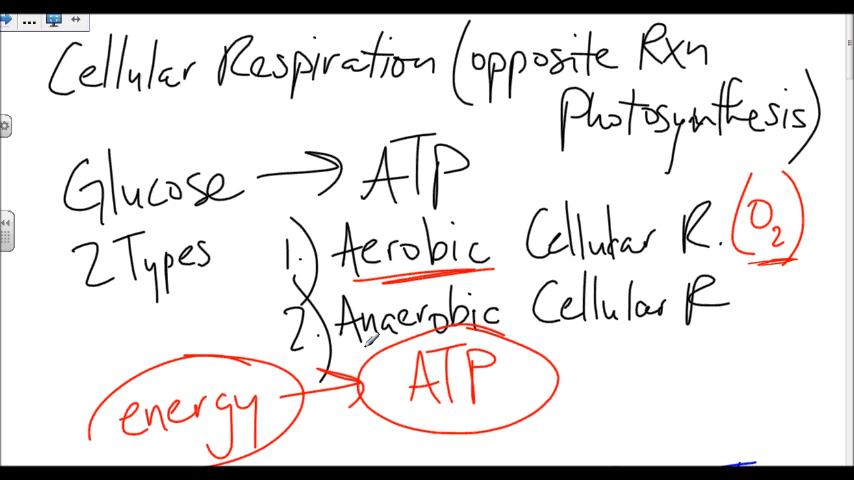 Cellular Respiration (opposite Rxn
Photosynthesis)
Glucose → ATP
2 Types
1.) Aerobic Cellular R. (O₂)
2.) Anaerobic Cellular R
energy → ATP